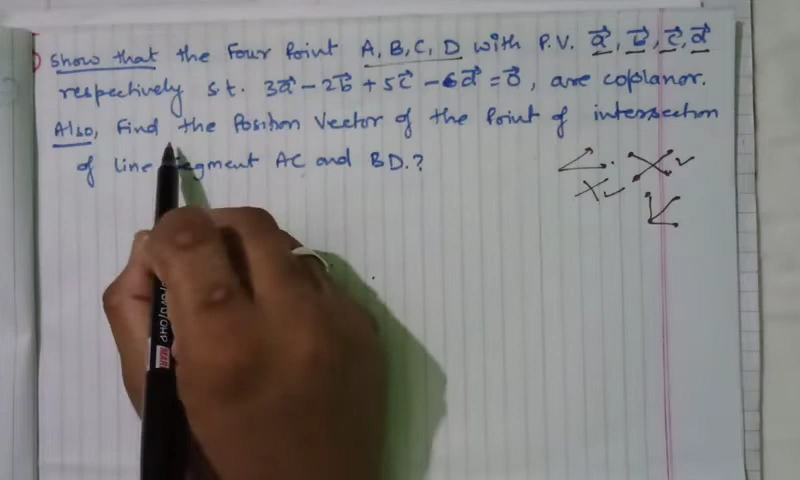 Show that the Four Point A, B, C, D with P.V. a⃗, b⃗, c⃗, d⃗
respectively s.t. 3a⃗ - 2b⃗ + 5c⃗ - 6d⃗ = 0⃗, are coplanar.
Also, Find the Position Vector of the Point of intersection
of line segment AC and BD.?